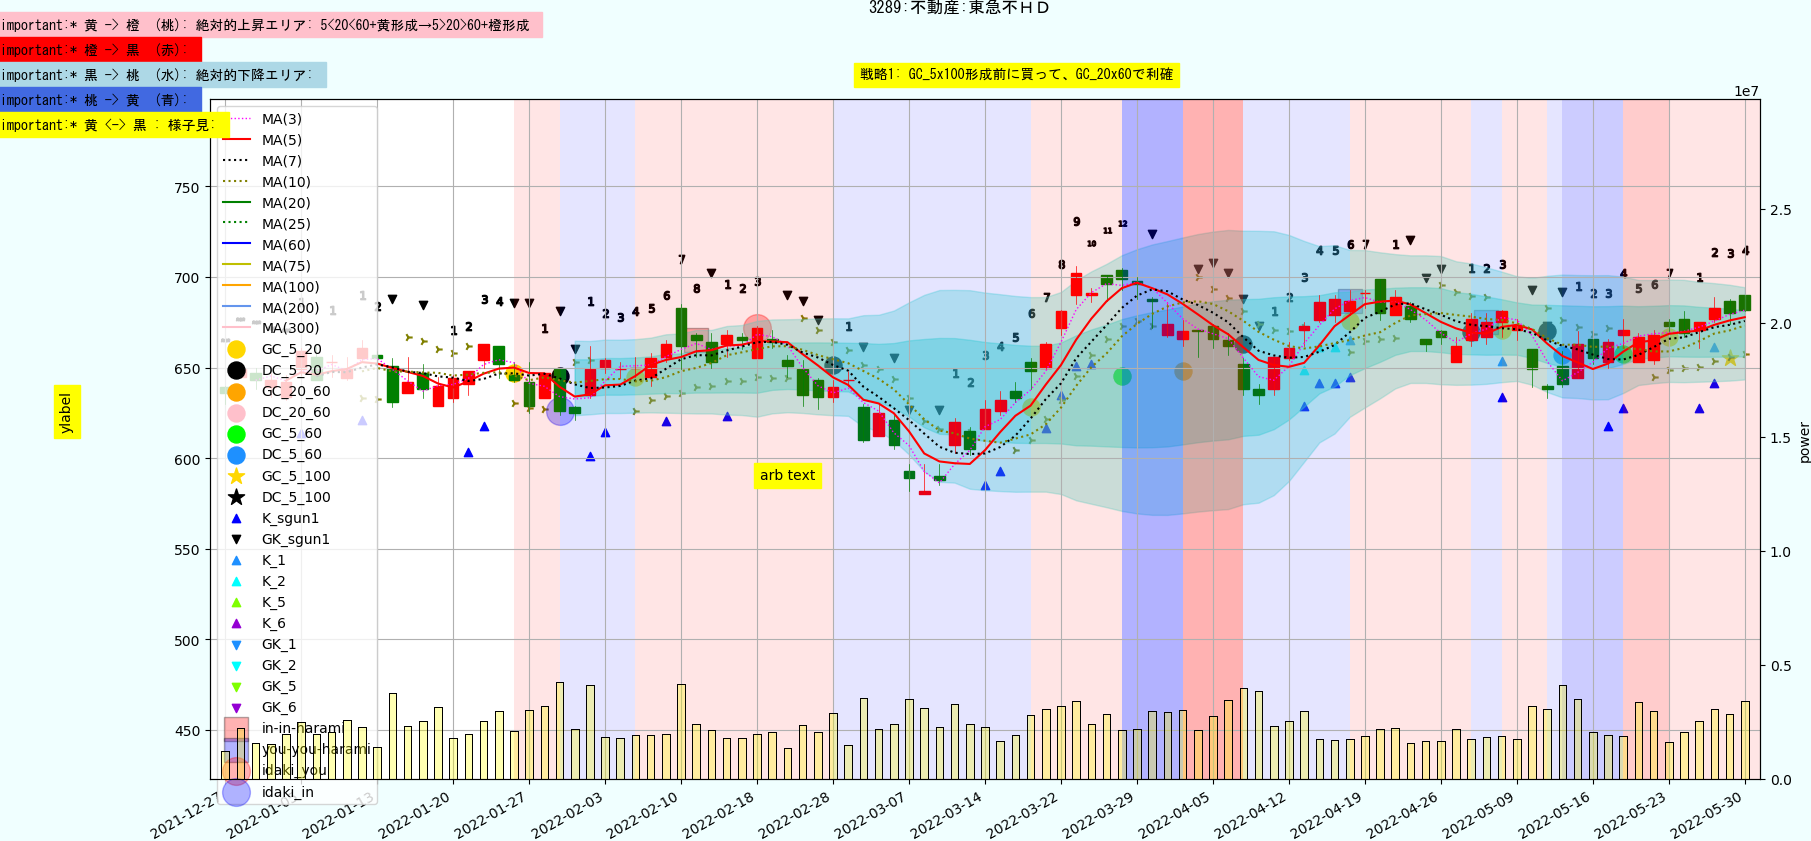 3289:不動産:東急不HD
important:* 黄 -> 橙 (桃): 絶対的上昇エリア: 5<20<60+黄形成→5>20>60+橙形成
important:* 橙 -> 黒 (赤):
important:* 黒 -> 桃 (水): 絶対的下降エリア:
戦略1: GC_5x100形成前に買って、GC_20x60で利確
important:* 桃 -> 黄 (青):
important:* 黄 <-> 黒 : 様子見:
1e7
MA(3)
MA(5)
MA(7)
MA(10)
MA(20)
MA(25)
MA(60)
MA(75)
MA(100)
MA(200)
MA(300)
GC_5_20
DC_5_20
GC_20_60
DC_20_60
GC_5_60
DC_5_60
GC_5_100
DC_5_100
K_sgun1
GK_sgun1
K_1
K_2
K_5
K_6
GK_1
GK_2
GK_5
GK_6
in-in-harami
you-you-harami
idaki_you
idaki_in
750
700
650
600
550
500
450
ylabel
arb text
2.5
2.0
1.5
1.0
0.5
0.0
power
2021-12-27
2022-01-13
2022-01-20
2022-01-27
2022-02-03
2022-02-10
2022-02-18
2022-02-28
2022-03-07
2022-03-14
2022-03-22
2022-03-29
2022-04-05
2022-04-12
2022-04-19
2022-04-26
2022-05-09
2022-05-16
2022-05-23
2022-05-30